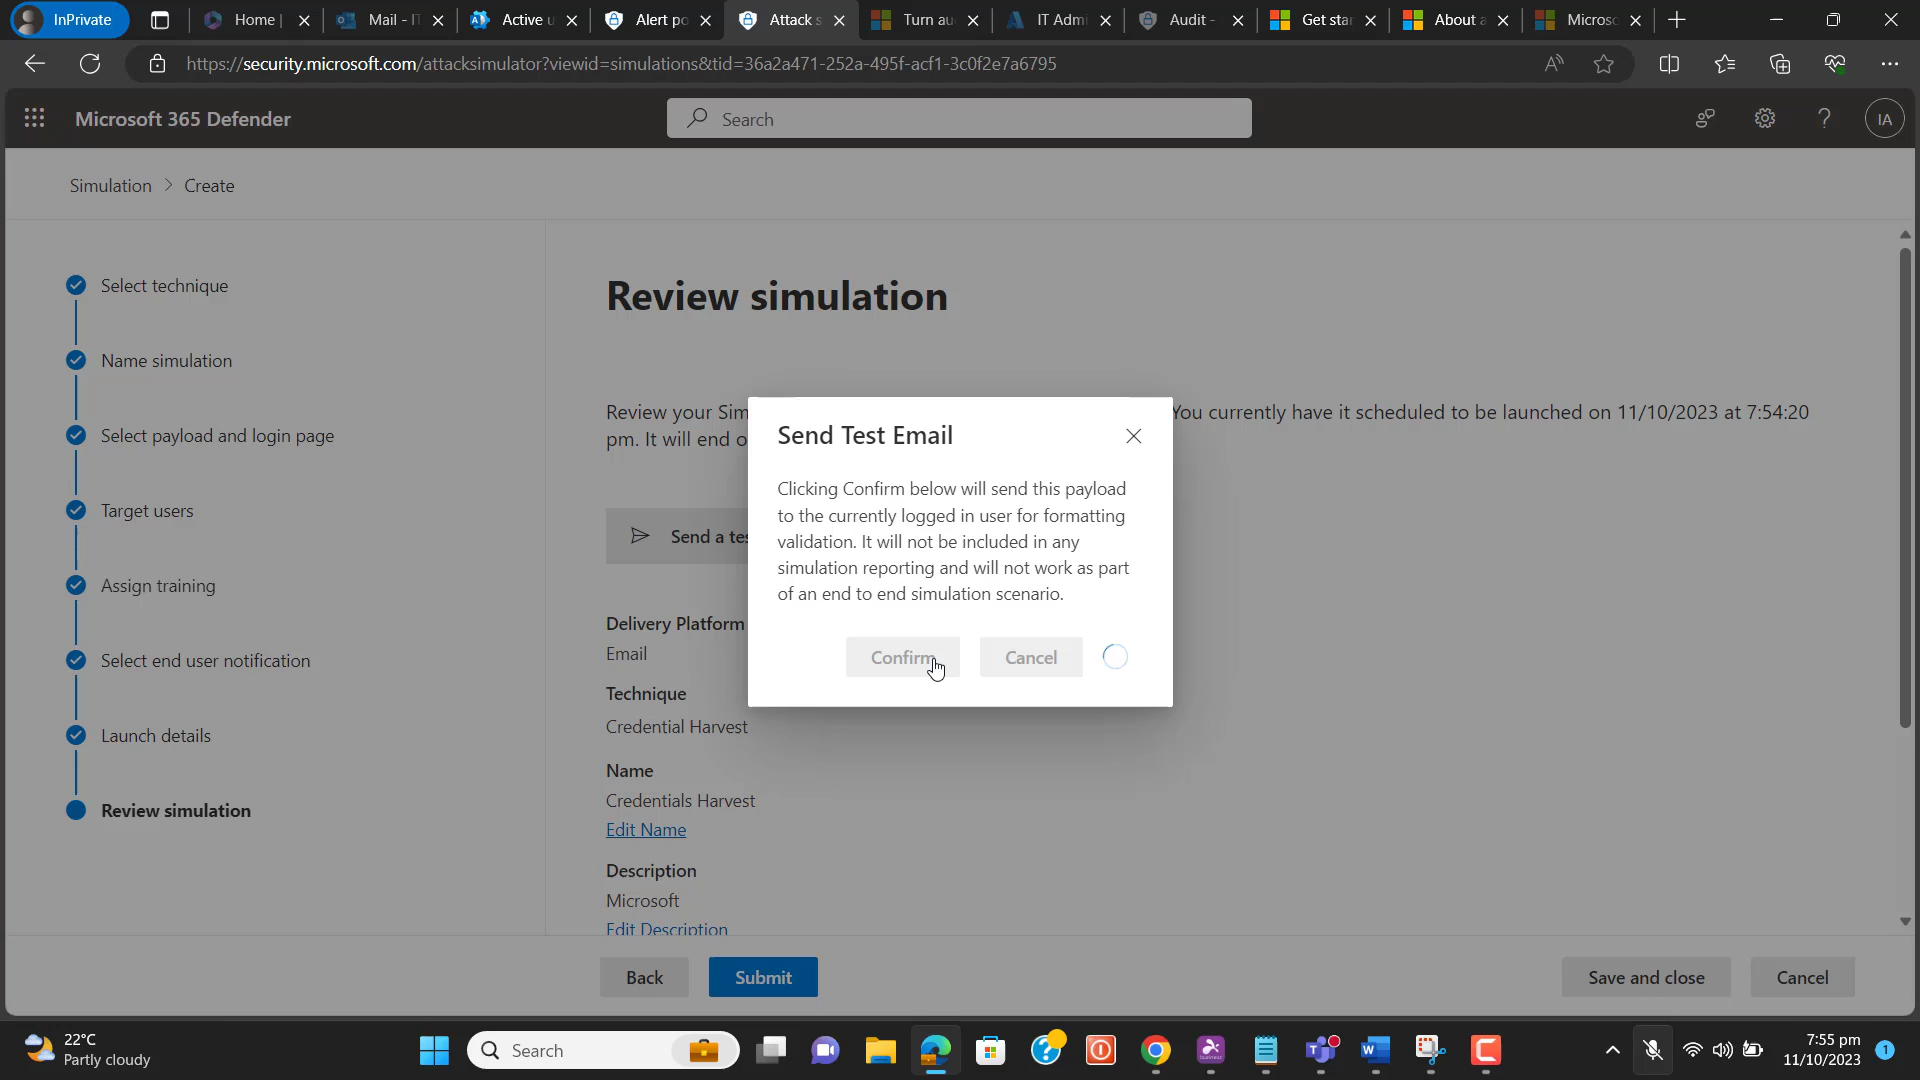 InPrivate
Home |
Mail - IT
Active u
Alert po
Attack s
Turn au
IT Admi
Audit -
Get star
About a
Microso
https://security.microsoft.com/attacksimulator?viewid=simulations&tid=36a2a471-252a-495f-acf1-3c0f2e7a6795
Microsoft 365 Defender
Search
IA
Simulation > Create
Select technique
Name simulation
Select payload and login page
Target users
Assign training
Select end user notification
Launch details
Review simulation
Review simulation
Review your Sim
You currently have it scheduled to be launched on 11/10/2023 at 7:54:20
pm. It will end o
Send a tes
Delivery Platform
Email
Technique
Credential Harvest
Name
Credentials Harvest
Edit Name
Description
Microsoft
Edit Description
Send Test Email
Clicking Confirm below will send this payload
to the currently logged in user for formatting
validation. It will not be included in any
simulation reporting and will not work as part
of an end to end simulation scenario.
Confirm
Cancel
Back
Submit
Save and close
Cancel
22°C
Partly cloudy
Search
7:55 pm
11/10/2023
1